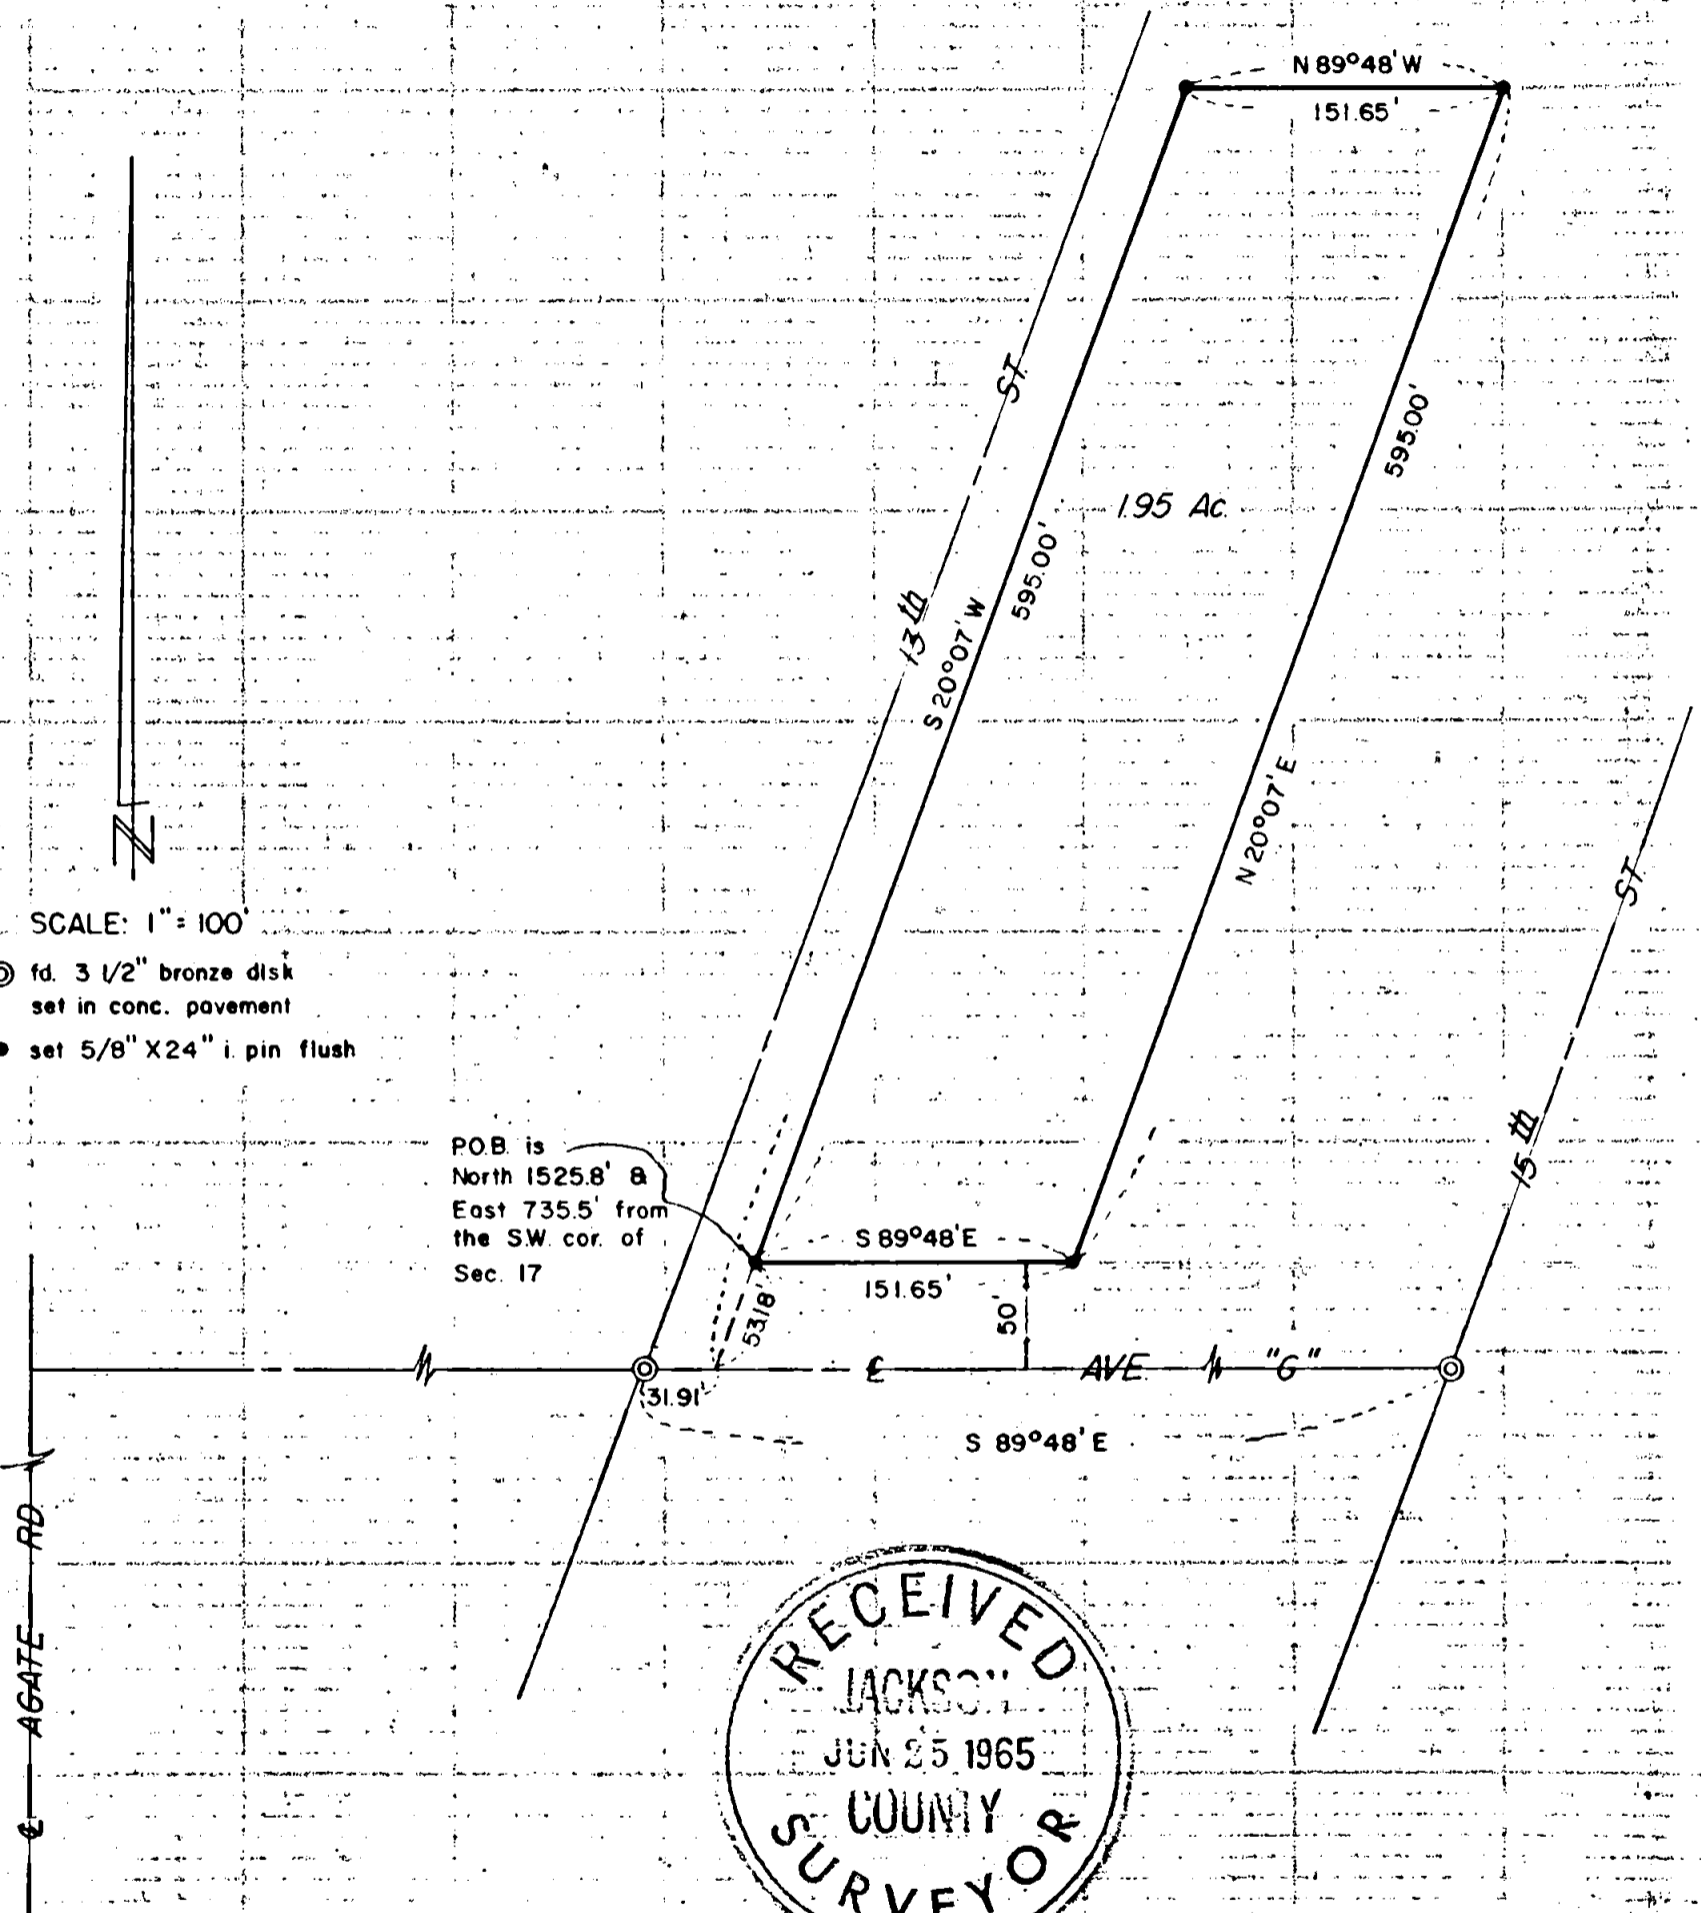 N 89°48' W
151.65'
ST.
595.00'
1.95 Ac.
595.00'
13th
S 20°07' W
N 20°07' E
N
ST.
SCALE: 1" = 100'
fd. 3 1/2" bronze disk
set in conc. pavement
set 5/8" X 24" i. pin flush
15th
P.O.B. is
North 1525.8' &
East 735.5' from
the S.W. cor. of
Sec. 17
S 89°48' E
151.65'
53.18'
50'
℄ AVE. "G"
31.91'
S 89°48' E
℄ AGATE RD.
RECEIVED
JACKSON
JUN 25 1965
COUNTY
SURVEYOR